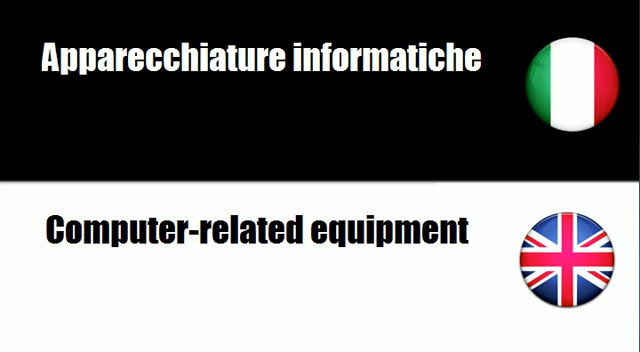 Apparecchiature informatiche
Computer-related equipment